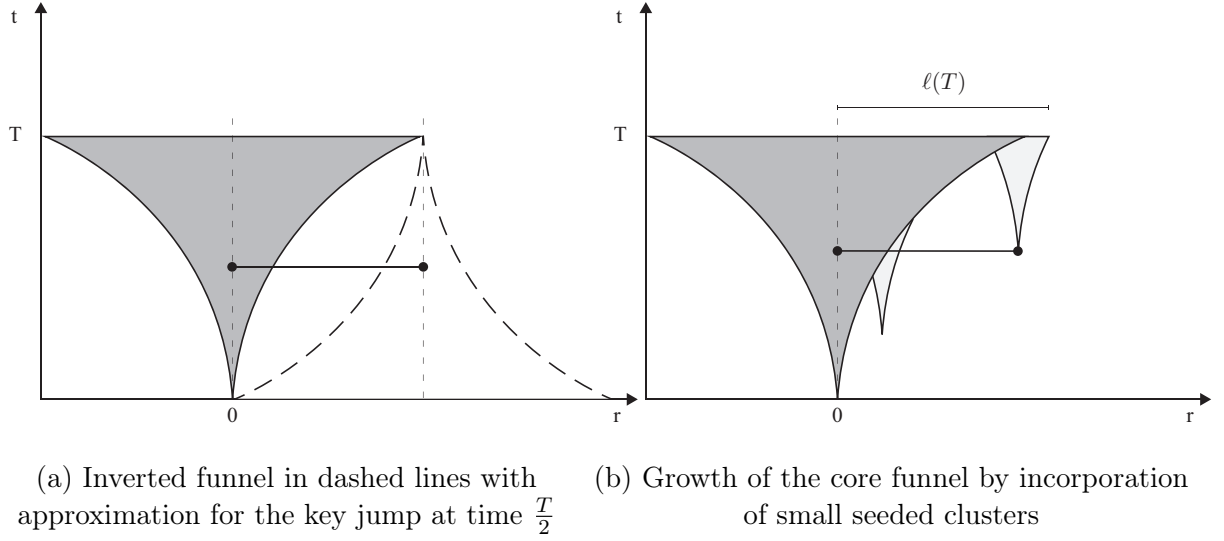 t
T
0
r
(a) Inverted funnel in dashed lines with
approximation for the key jump at time T/2
t
ℓ(T)
T
0
r
(b) Growth of the core funnel by incorporation
of small seeded clusters